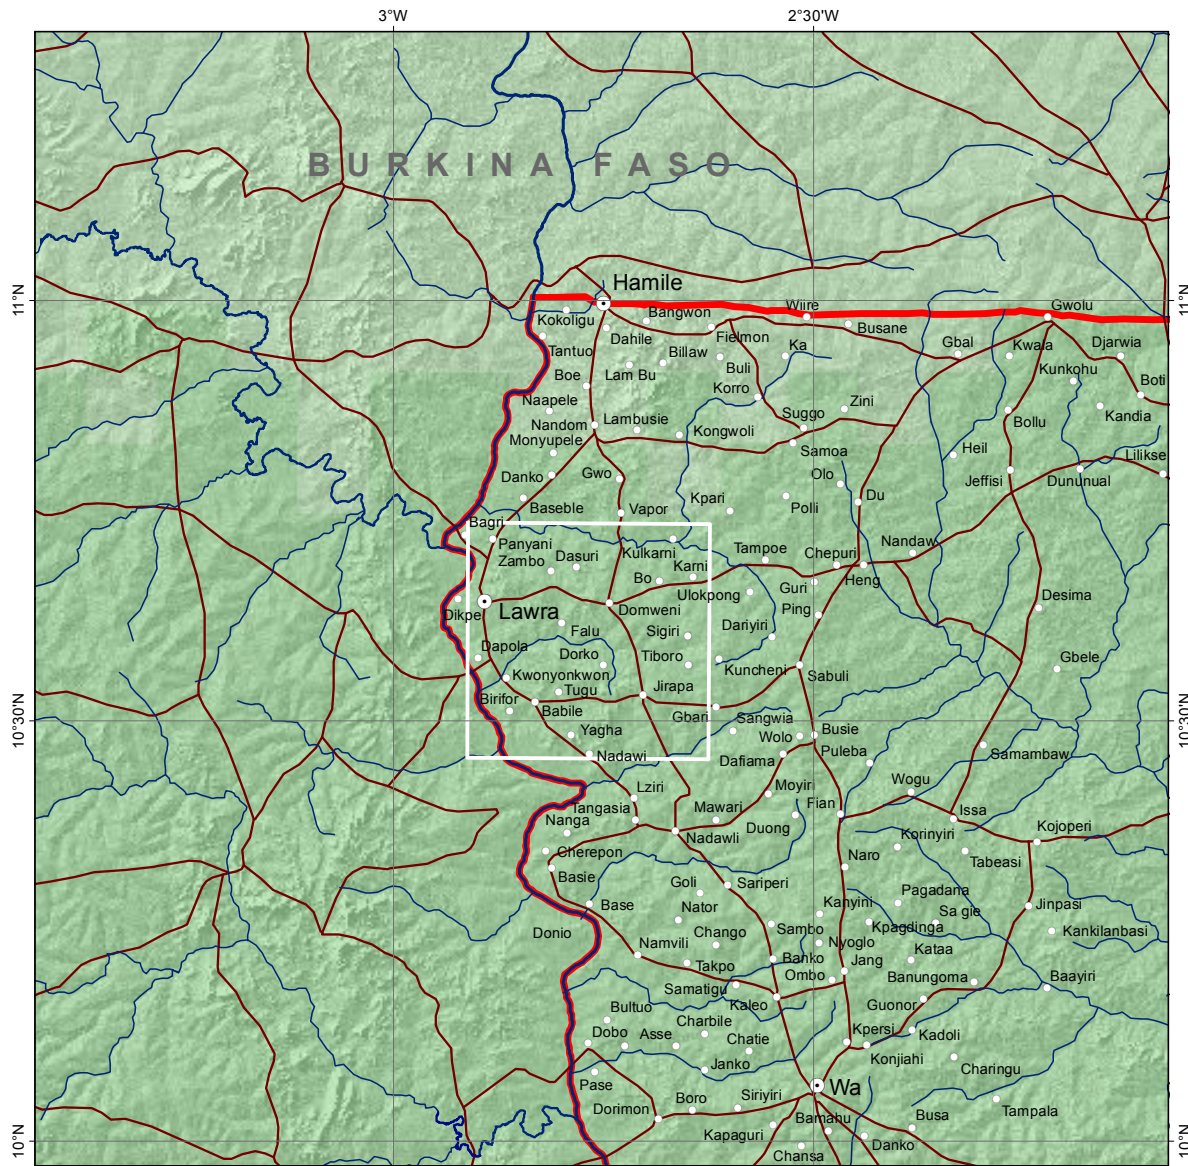 3°W
2°30'W
BURKINA FASO
11°N
11°N
Hamile
Kokoligu
Bangwon
Wiire
Gwolu
Dahile
Fielmon
Busane
Tantuo
Billaw
Ka
Gbal
Kwala
Djarwia
Boe
Lam Bu
Buli
Kunkohu
Naapele
Korro
Boti
Nandom
Lambusie
Suggo
Zini
Bollu
Kandia
Monyupele
Kongwoli
Samoa
Heil
Lilikse
Danko
Gwo
Olo
Jeffisi
Dununual
Baseble
Vapor
Kpari
Polli
Du
Bagri
Panyani
Zambo
Dasuri
Kulkarni
Tampoe
Chepuri
Nandaw
Bo
Karni
Heng
Dikpe
Lawra
Domweni
Ulokpong
Guri
Desima
Ping
Falu
Sigiri
Dariyiri
Dapola
Dorko
Tiboro
Kuncheni
Sabuli
Gbele
Kwonyonkwon
Tugu
Jirapa
Birifor
Babile
Gbari
Sangwia
Busie
10°30'N
10°30'N
Yagha
Wolo
Puleba
Samambaw
Nadawi
Dafiama
Lziri
Moyiri
Wogu
Tangasia
Mawari
Fian
Issa
Nanga
Nadawli
Duong
Korinyiri
Kojoperi
Cherepon
Naro
Tabeasi
Basie
Goli
Sariperi
Pagadana
Base
Nator
Kanyini
Sa gie
Jinpasi
Donio
Chango
Sambo
Kpagdinga
Kankilanbasi
Namvili
Nyoglo
Kataa
Takpo
Banko
Jang
Samatigu
Ombo
Banungoma
Baayiri
Bultuo
Kaleo
Guonor
Dobo
Asse
Charbile
Kpersi
Kadoli
Chatie
Konjiahi
Janko
Charingu
Pase
Wa
Dorimon
Boro
Siriyiri
Tampala
Kapaguri
Bamahu
Busa
Danko
Chansa
10°N
10°N